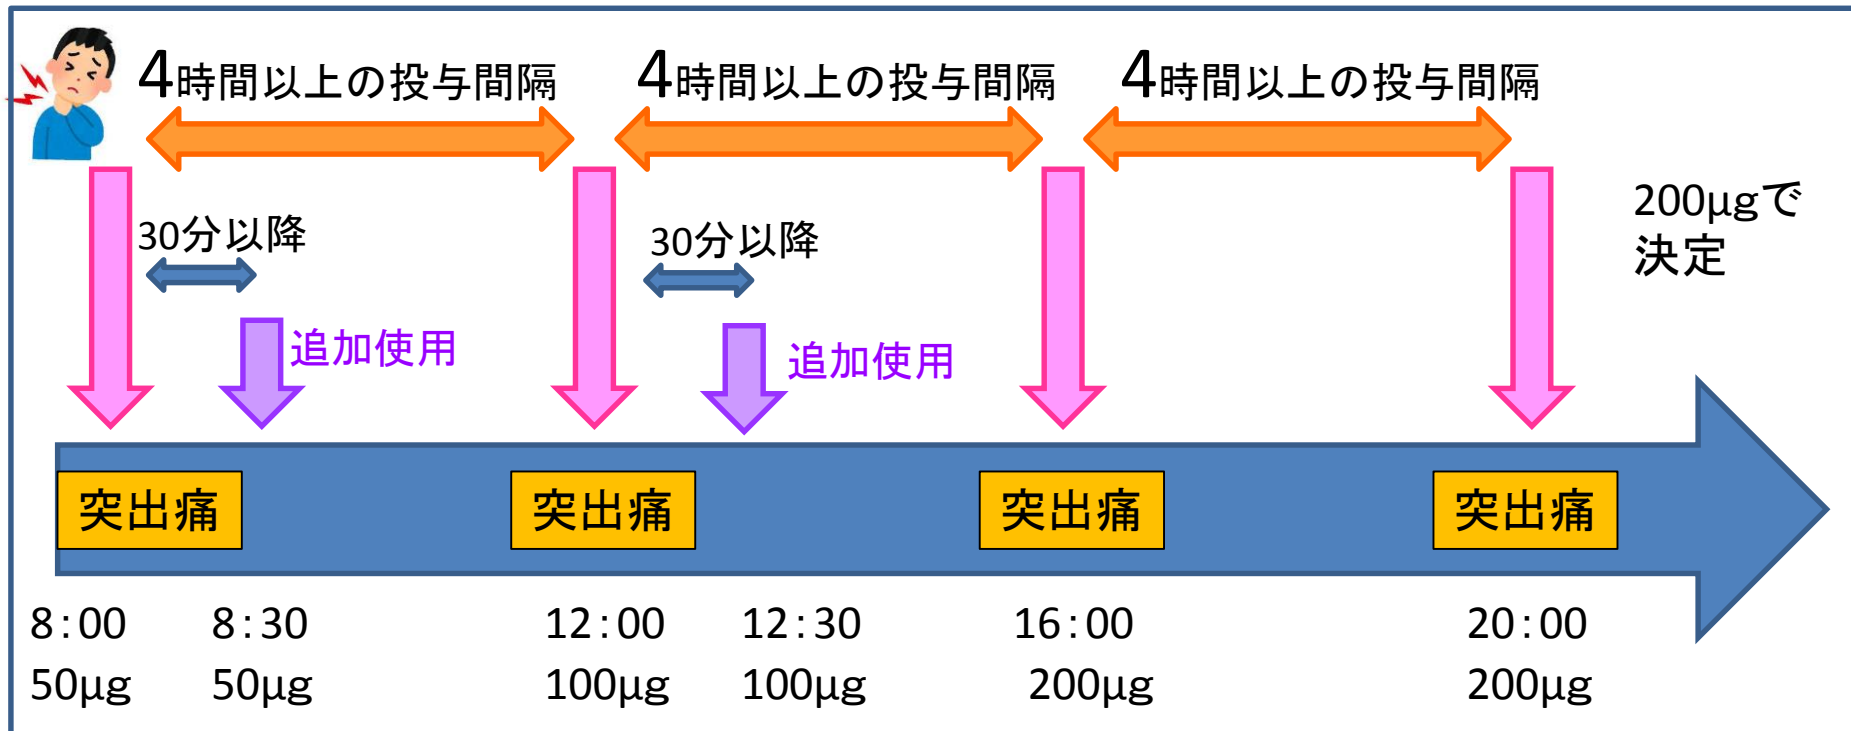 4時間以上の投与間隔
4時間以上の投与間隔
4時間以上の投与間隔
30分以降
30分以降
200μgで
決定
追加使用
追加使用
突出痛
突出痛
突出痛
突出痛
8:00
8:30
12:00
12:30
16:00
20:00
50μg
50μg
100μg
100μg
200μg
200μg